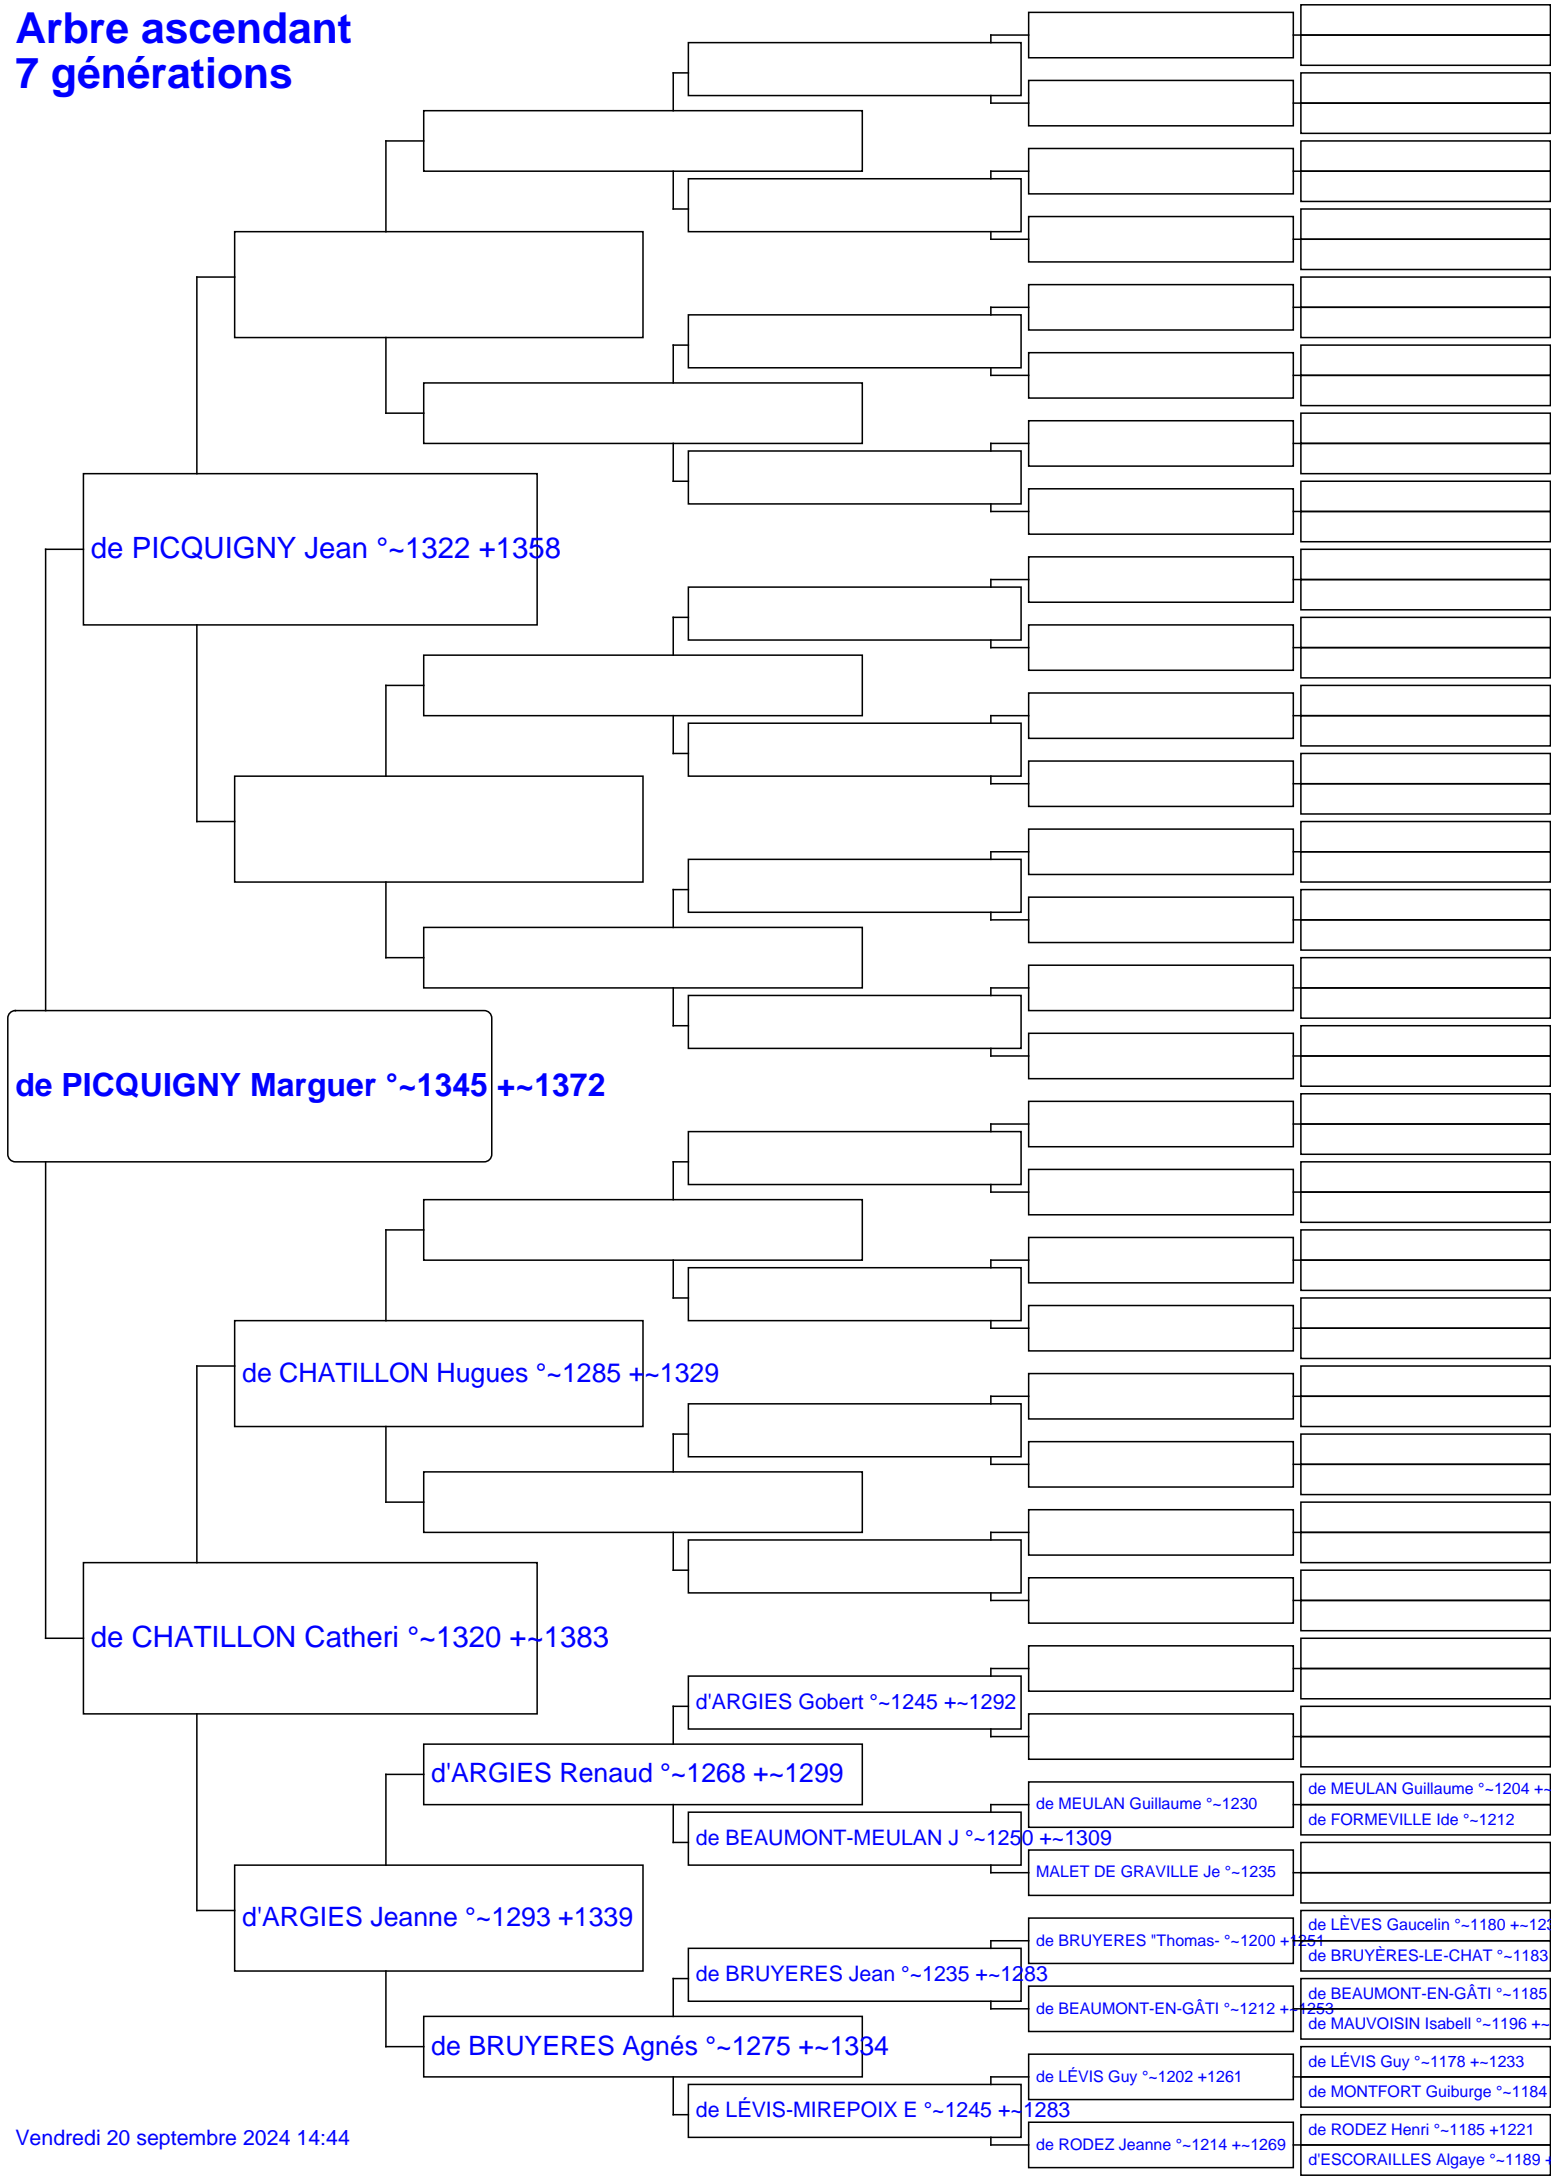 Arbre ascendant
7 générations
de PICQUIGNY Jean °~1322 +1358
de PICQUIGNY Marguer °~1345 +~1372
de CHATILLON Hugues °~1285 +~1329
de CHATILLON Catheri °~1320 +~1383
d'ARGIES Gobert °~1245 +~1292
d'ARGIES Renaud °~1268 +~1299
de MEULAN Guillaume °~1204 +~
de MEULAN Guillaume °~1230
de FORMEVILLE Ide °~1212
de BEAUMONT-MEULAN J °~1250 +~1309
MALET DE GRAVILLE Je °~1235
d'ARGIES Jeanne °~1293 +1339
de LÈVES Gaucelin °~1180 +~123
de BRUYERES "Thomas- °~1200 +1251
de BRUYÈRES-LE-CHAT °~1183
de BRUYERES Jean °~1235 +~1283
de BEAUMONT-EN-GÂTI °~1185
de BEAUMONT-EN-GÂTI °~1212 +~1253
de MAUVOISIN Isabell °~1196 +~
de BRUYERES Agnés °~1275 +~1334
de LÉVIS Guy °~1178 +~1233
de LÉVIS Guy °~1202 +1261
de MONTFORT Guiburge °~1184
de LÉVIS-MIREPOIX E °~1245 +~1283
de RODEZ Henri °~1185 +1221
de RODEZ Jeanne °~1214 +~1269
d'ESCORAILLES Algaye °~1189 +
Vendredi 20 septembre 2024 14:44